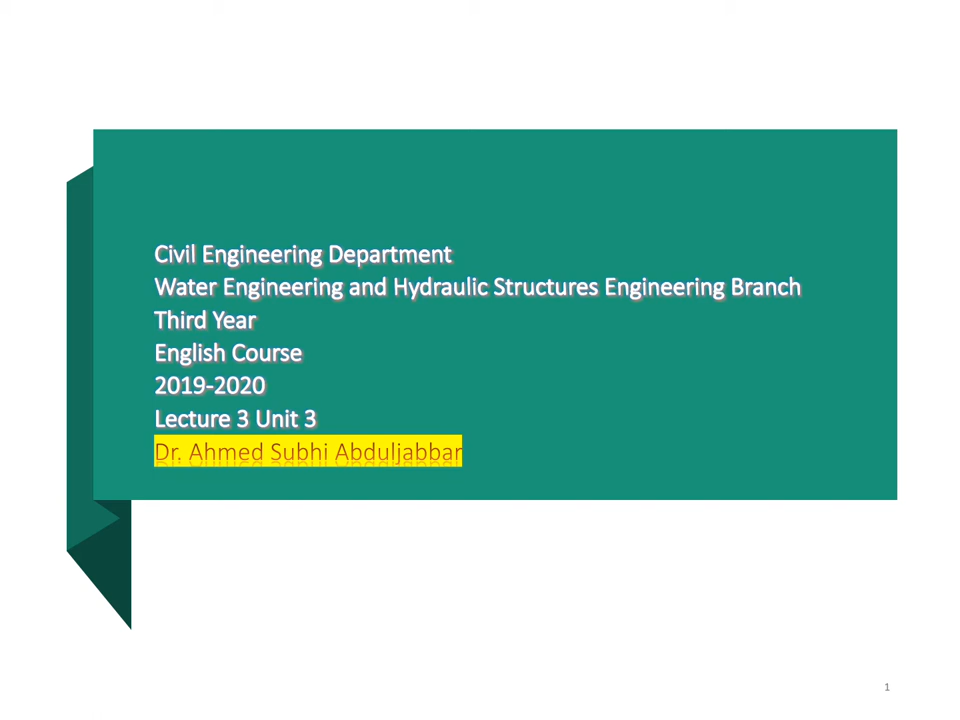 Civil Engineering Department
Water Engineering and Hydraulic Structures Engineering Branch
Third Year
English Course
2019-2020
Lecture 3 Unit 3
Dr. Ahmed Subhi Abduljabbar
1